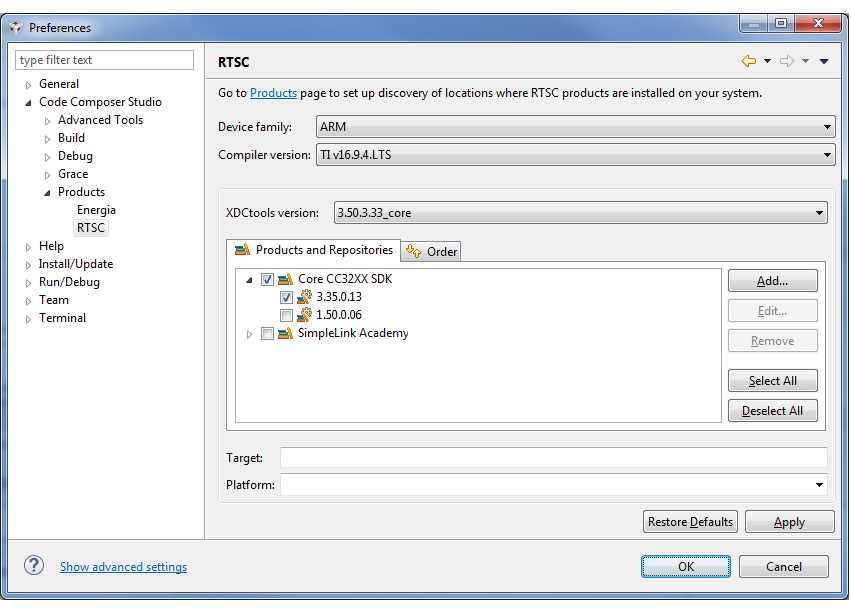 Preferences
type filter text
General
Code Composer Studio
Advanced Tools
Build
Debug
Grace
Products
Energia
RTSC
Help
Install/Update
Run/Debug
Team
Terminal
RTSC
Go to Products page to set up discovery of locations where RTSC products are installed on your system.
Device family: ARM
Compiler version: TI v16.9.4.LTS
XDCtools version: 3.50.3.33_core
Products and Repositories Order
Core CC32XX SDK
3.35.0.13
1.50.0.06
SimpleLink Academy
Add...
Edit...
Remove
Select All
Deselect All
Target:
Platform:
Restore Defaults Apply
? Show advanced settings OK Cancel